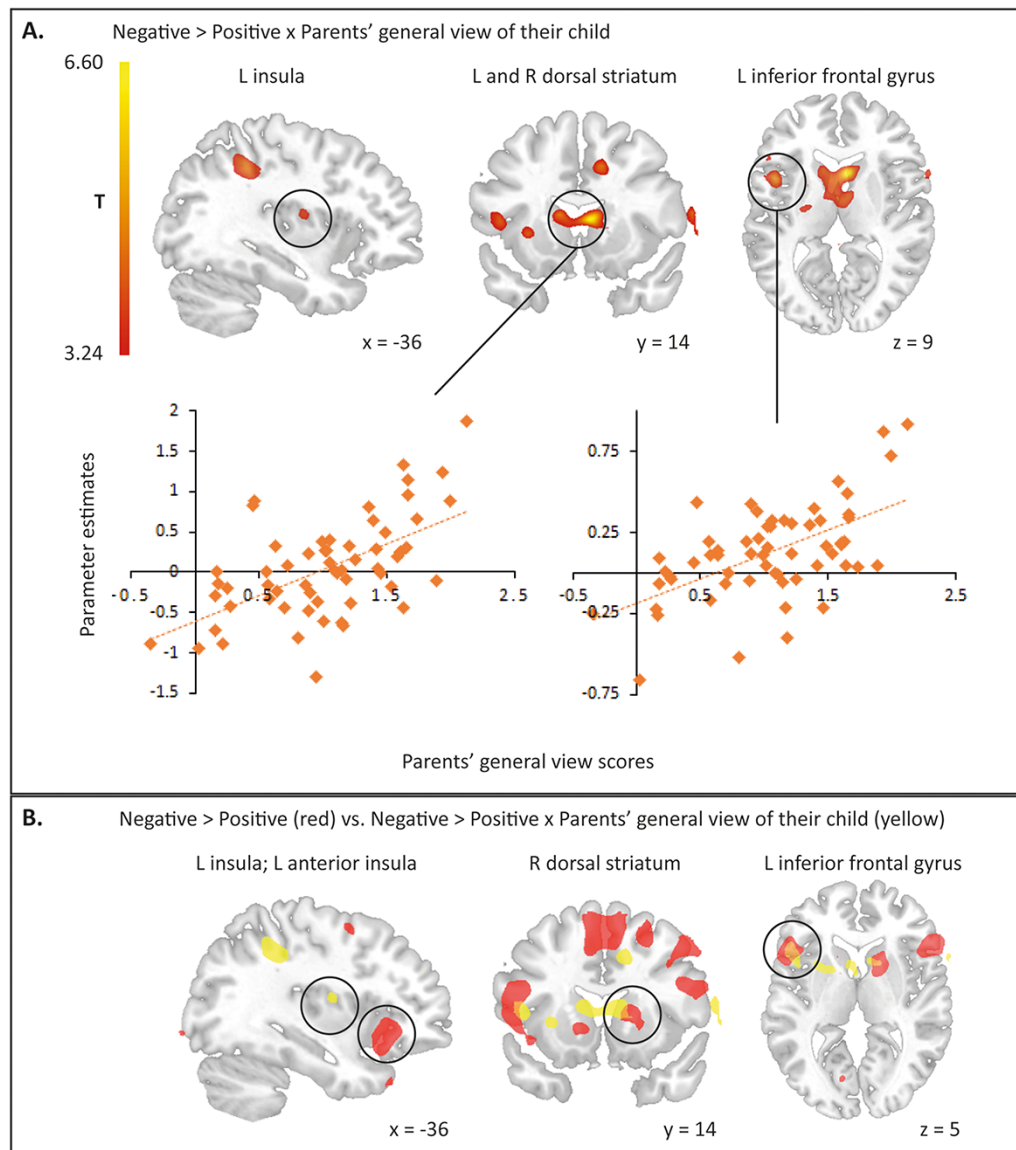 A.
Negative > Positive x Parents' general view of their child
6.60
T
3.24
L insula
L and R dorsal striatum
L inferior frontal gyrus
x = -36
y = 14
z = 9
Parameter estimates
2
1.5
1
0.5
0
-0.5
-1
-1.5
-0.5
0.5
1.5
2.5
0.75
0.25
-0.25
-0.75
-0.5
0.5
1.5
2.5
Parents' general view scores
B.
Negative > Positive (red) vs. Negative > Positive x Parents' general view of their child (yellow)
L insula; L anterior insula
R dorsal striatum
L inferior frontal gyrus
x = -36
y = 14
z = 5